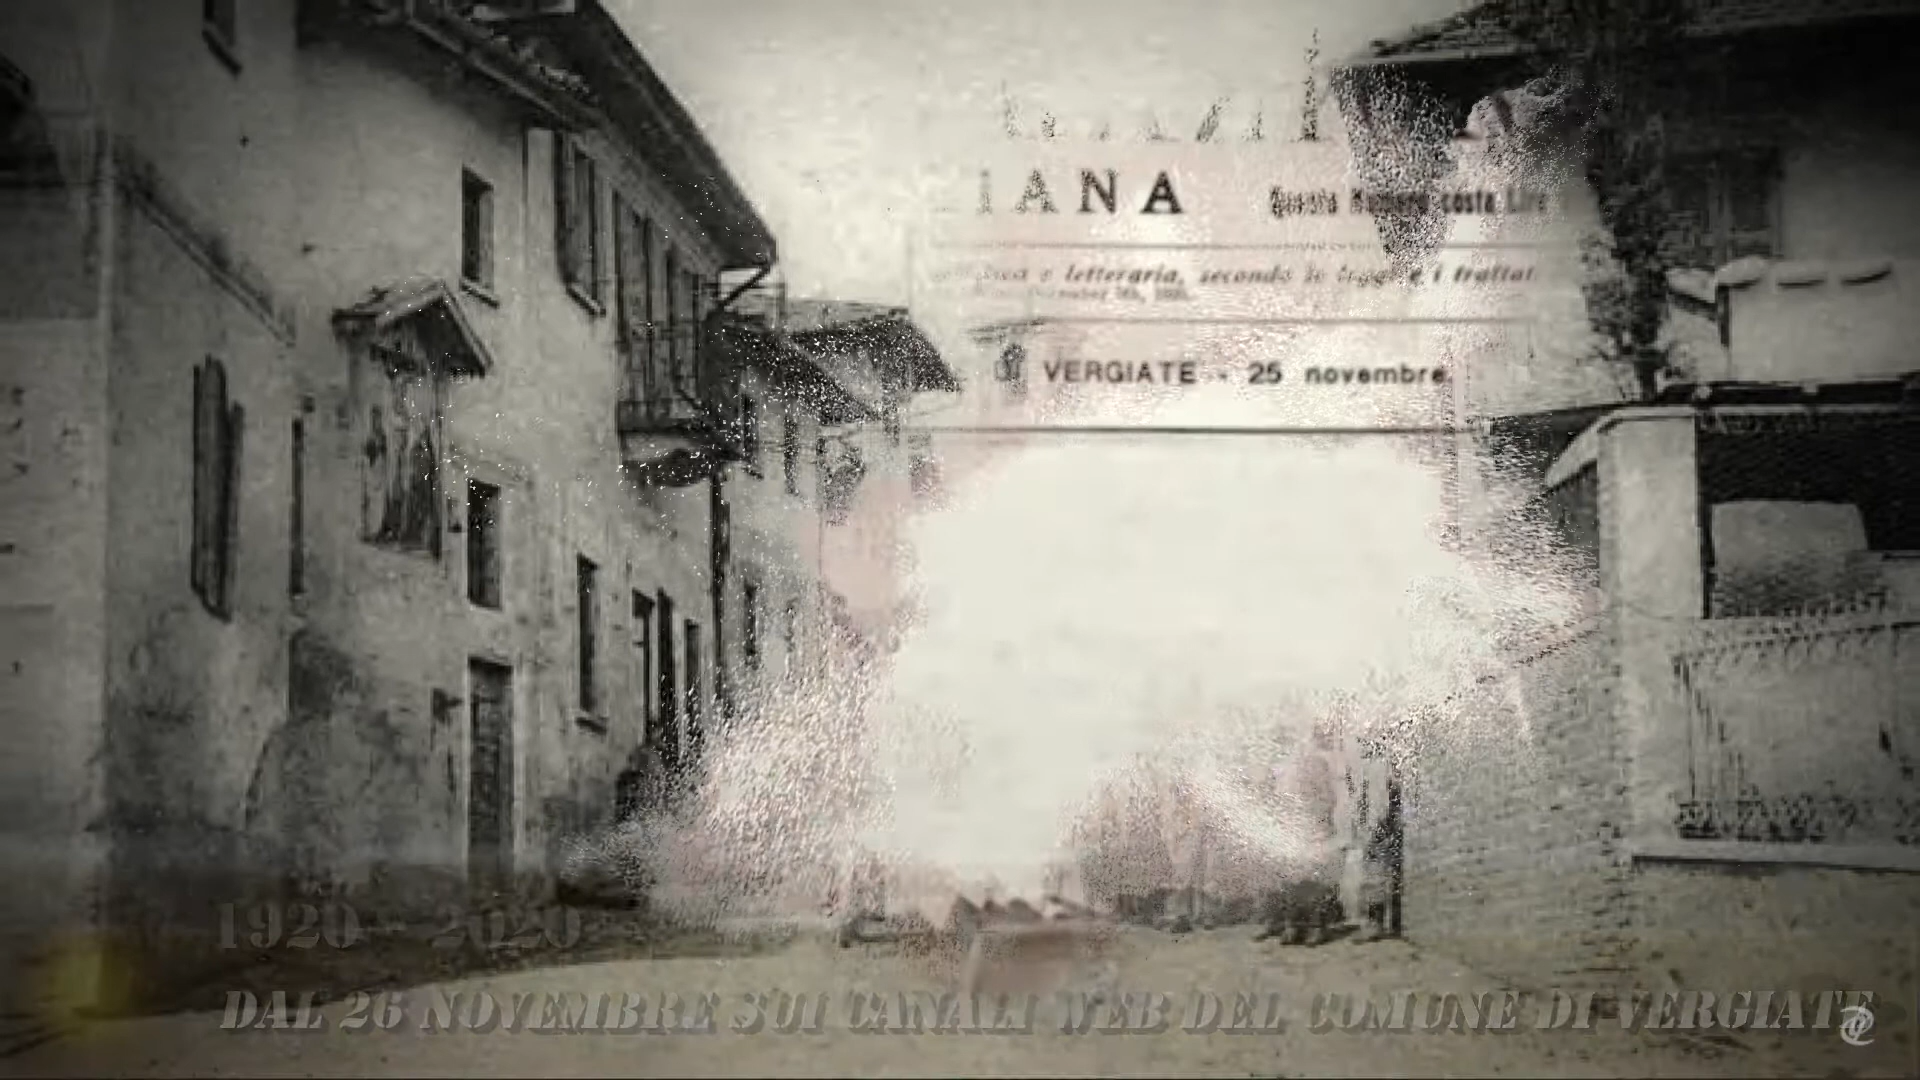 IANA Questo Numero costa Lire
e letteraria, secondo le leggi e i trattat
VERGIATE - 25 novembre
1920 - 2020
DAL 26 NOVEMBRE SUI CANALI WEB DEL COMUNE DI VERGIATE